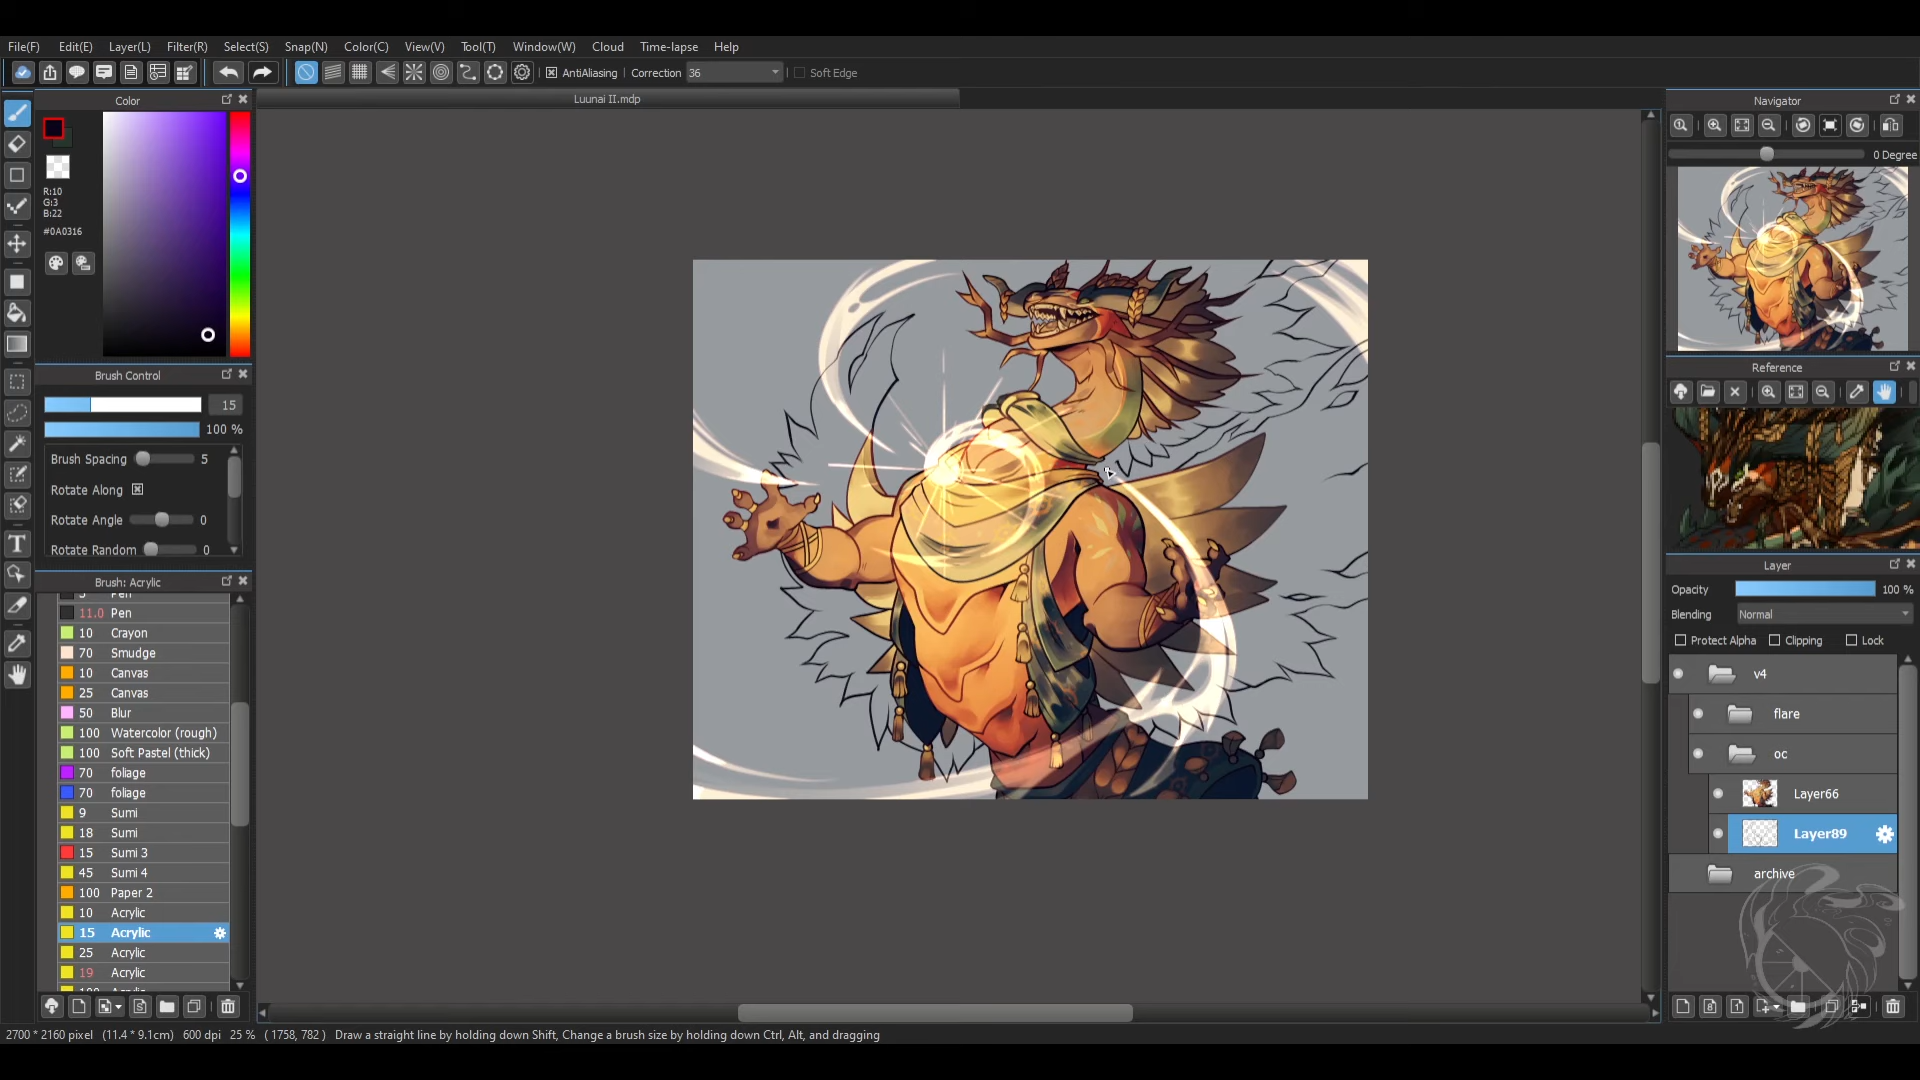 File(F) Edit(E) Layer(L) Filter(R) Select(S) Snap(N) Color(C) View(V) Tool(T) Window(W) Cloud Time-lapse Help
AntiAliasing Correction 36 Soft Edge
Color
Luunai II.mdp
Navigator
0 Degree
R:10
G:3
B:22
#0A0316
Reference
Brush Control
15
100 %
Brush Spacing 5
Rotate Along
Rotate Angle 0
Rotate Random 0
Layer
Opacity 100 %
Blending Normal
Protect Alpha Clipping Lock
v4
flare
oc
Layer66
Layer89
archive
Brush: Acrylic
11.0 Pen
10 Crayon
70 Smudge
10 Canvas
25 Canvas
50 Blur
100 Watercolor (rough)
100 Soft Pastel (thick)
70 foliage
70 foliage
9 Sumi
18 Sumi
15 Sumi 3
45 Sumi 4
100 Paper 2
10 Acrylic
15 Acrylic
25 Acrylic
19 Acrylic
2700 * 2160 pixel (11.4 * 9.1cm) 600 dpi 25 % ( 1758, 782 ) Draw a straight line by holding down Shift, Change a brush size by holding down Ctrl, Alt, and dragging